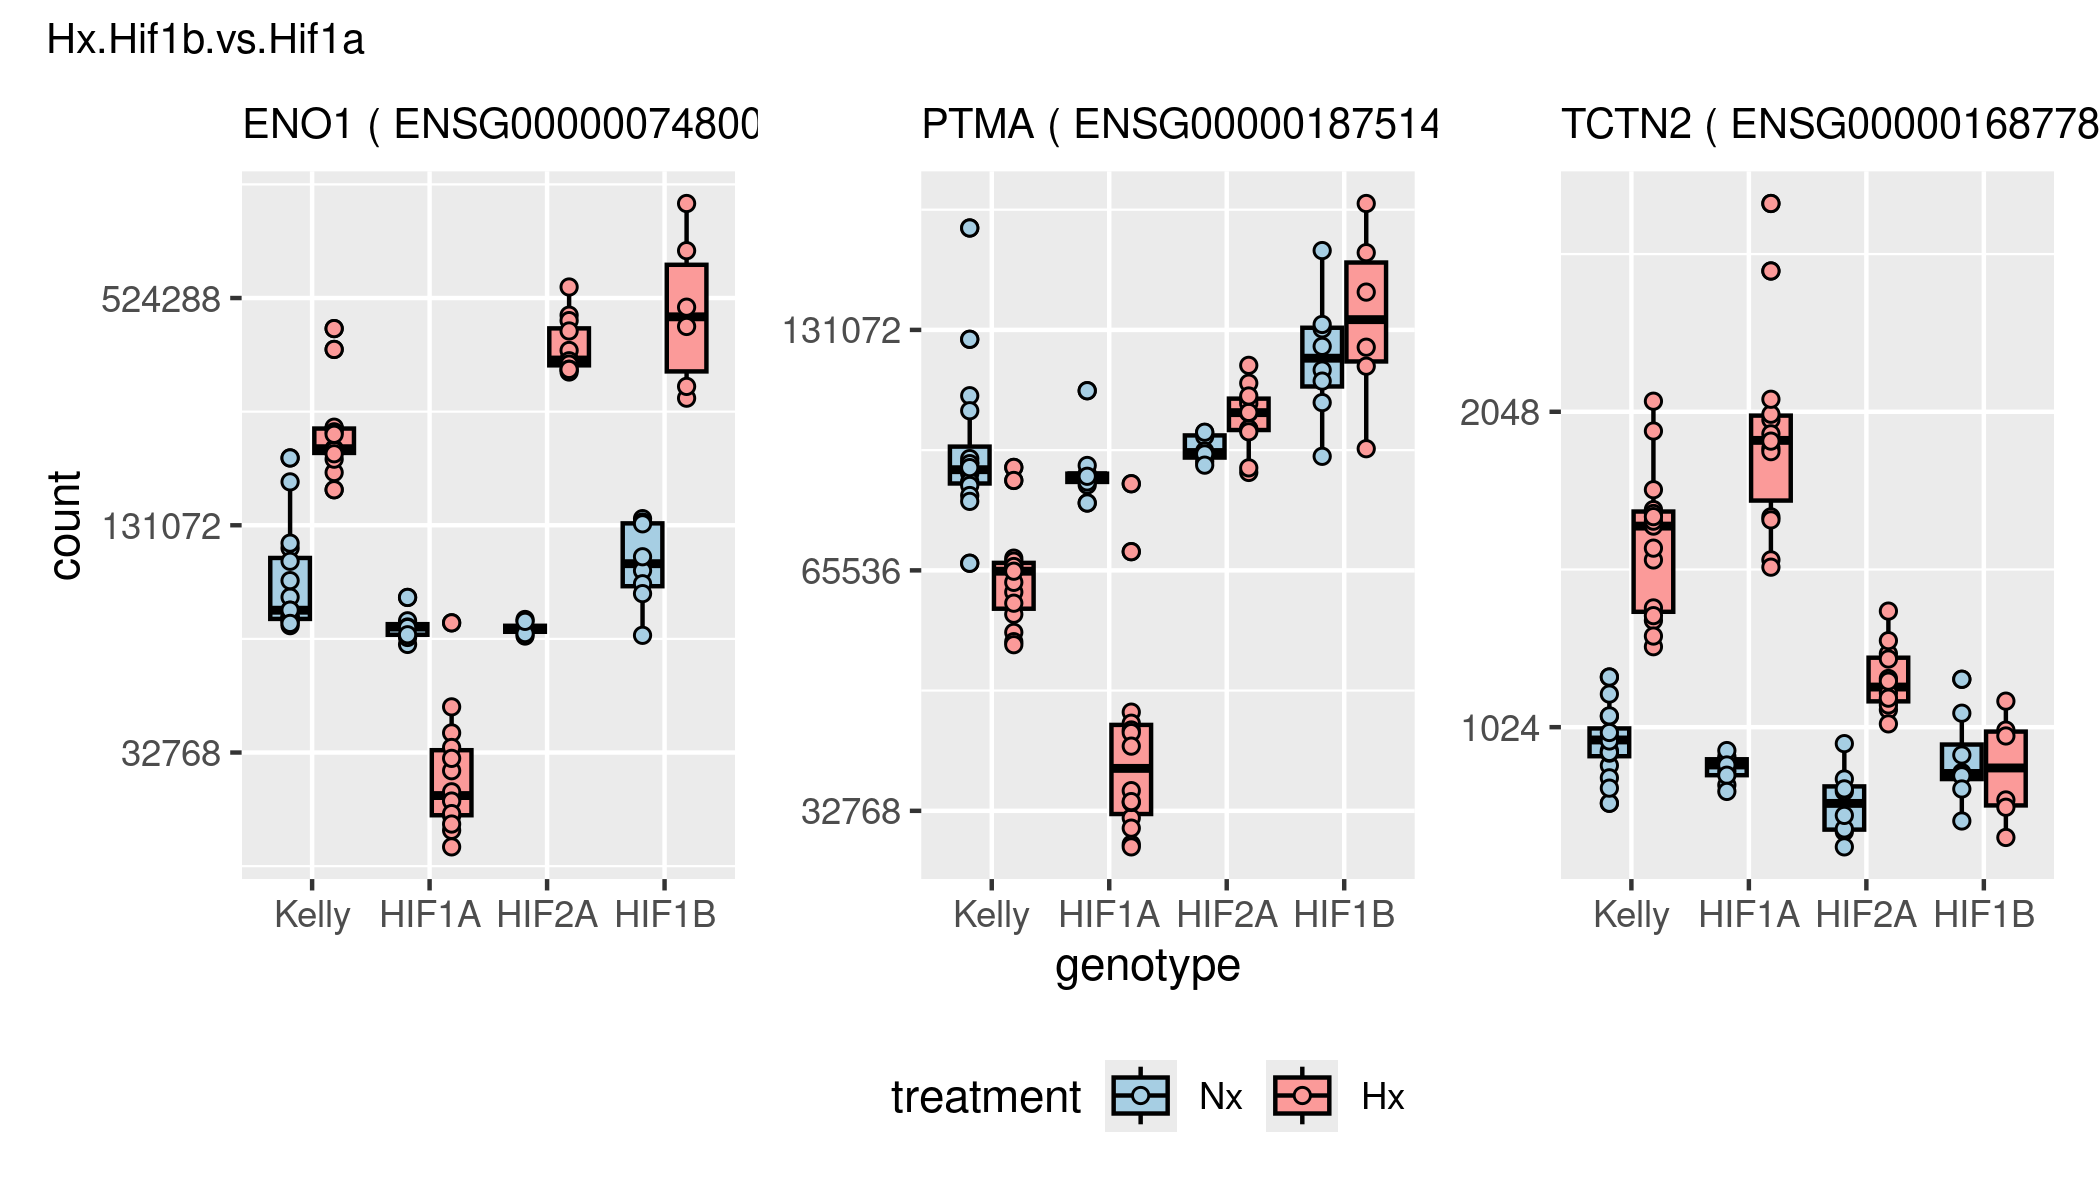 Hx.Hif1b.vs.Hif1a
ENO1 ( ENSG00000074800
PTMA ( ENSG00000187514
TCTN2 ( ENSG00000168778
count
524288
131072
32768
131072
65536
32768
2048
1024
Kelly HIF1A HIF2A HIF1B
Kelly HIF1A HIF2A HIF1B
Kelly HIF1A HIF2A HIF1B
genotype
treatment Nx Hx